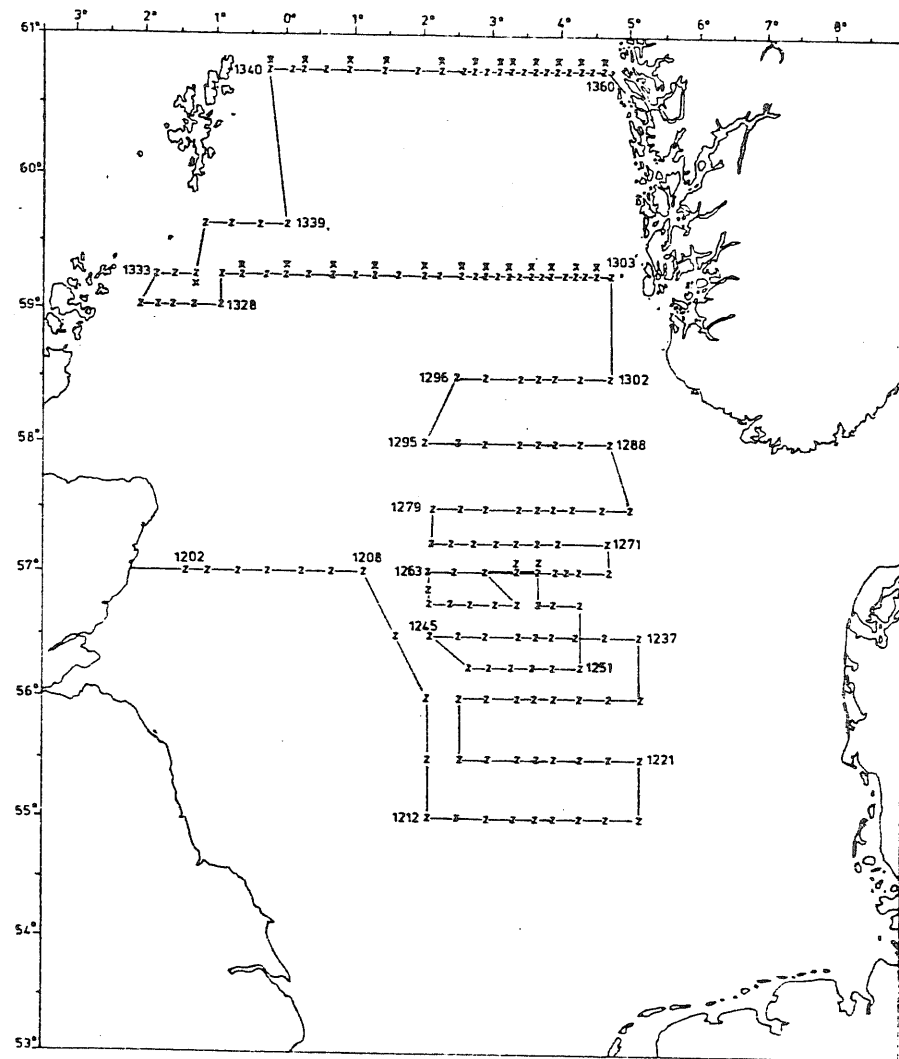 3° 2° 1° 0° 1° 2° 3° 4° 5° 6° 7° 8°
61°
1340 Z Z Z Z Z Z Z Z Z Z Z Z Z Z Z Z
X X X X X X X X X X X X X
1360
60°
Z Z Z Z 1339
1333 Z Z Z Z Z Z Z Z Z Z Z Z Z Z Z Z Z Z Z Z 1303
X X X X X X X X X X X X X
59° Z Z Z Z Z 1328
1296 Z Z Z Z Z Z Z 1302
58° 1295 Z Z Z Z Z Z Z Z 1288
1279 Z Z Z Z Z Z Z Z Z Z
Z Z Z Z Z Z Z Z 1271
57° 1202 1208
Z Z Z Z Z Z
1263 Z Z Z Z Z Z Z Z Z
1245 Z Z Z Z Z Z Z Z Z Z 1237
Z Z Z Z Z Z 1251
56° Z Z Z Z Z Z Z Z Z
Z Z Z Z Z Z Z Z Z 1221
55° 1212 Z Z Z Z Z Z Z Z Z
54°
53°